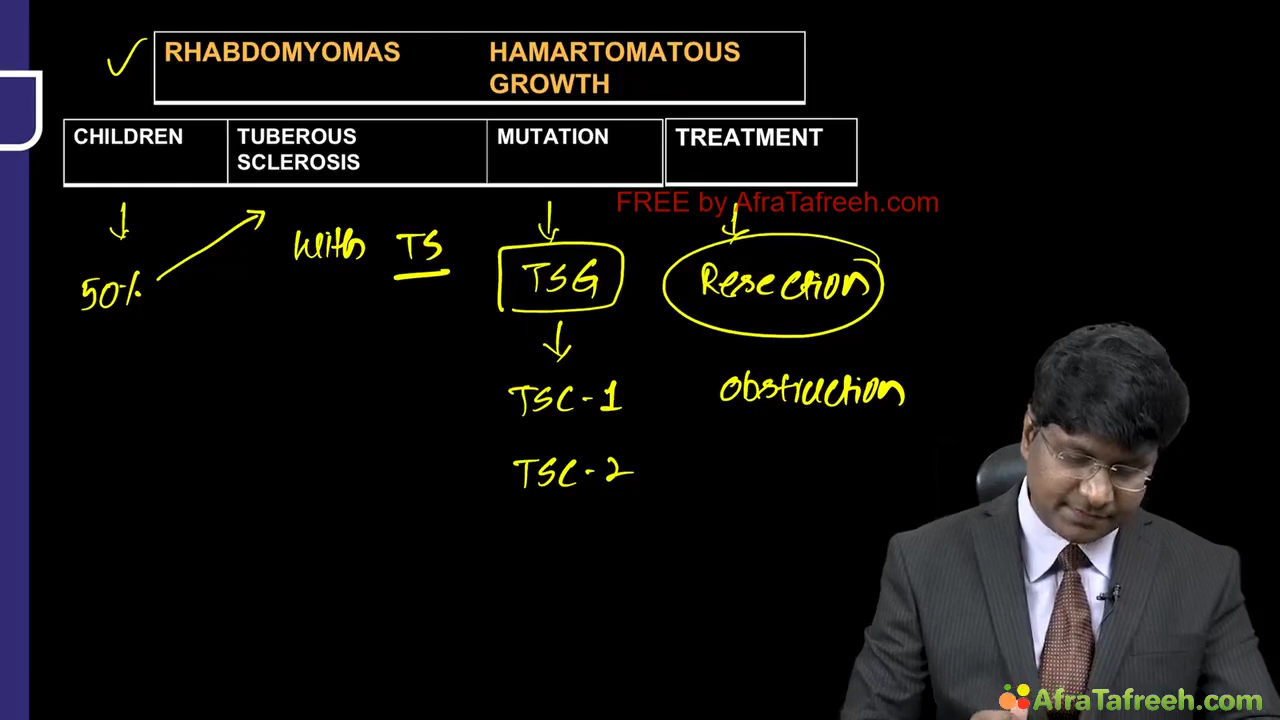 RHABDOMYOMAS HAMARTOMATOUS
GROWTH
CHILDREN TUBEROUS SCLEROSIS MUTATION TREATMENT
FREE by AfraTafreeh.com
50% with TS TSG Resection
TSC-1 obstruction
TSC-2
AfraTafreeh.com